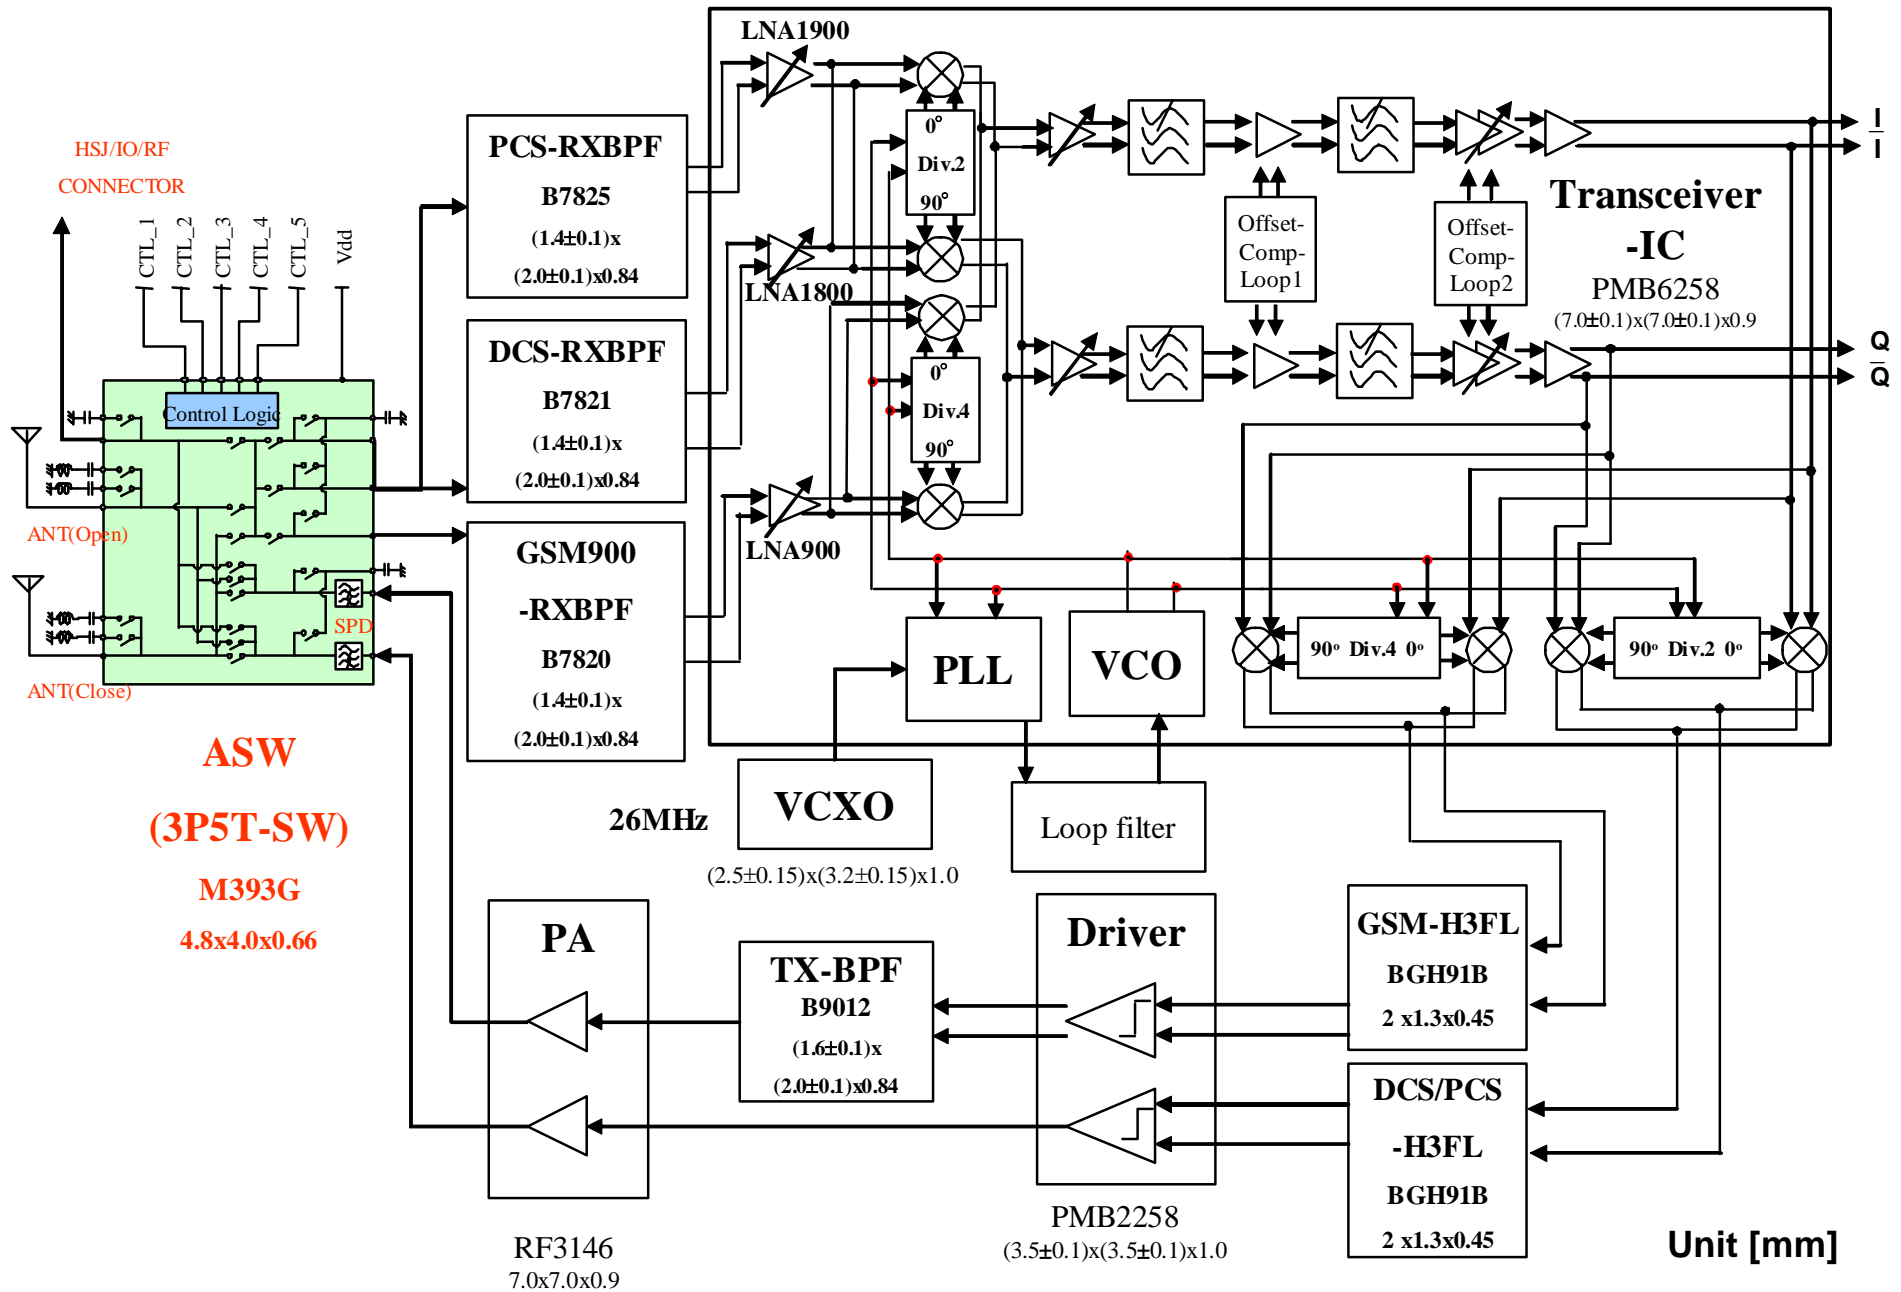 LNA1900
HSJ/IO/RF
CONNECTOR
CTL_1
CTL_2
CTL_3
CTL_4
CTL_5
Vdd
Control Logic
ANT(Open)
SPD
ANT(Close)
ASW
(3P5T-SW)
M393G
4.8x4.0x0.66
PCS-RXBPF
B7825
(1.4±0.1)x
(2.0±0.1)x0.84
DCS-RXBPF
B7821
(1.4±0.1)x
(2.0±0.1)x0.84
GSM900
-RXBPF
B7820
(1.4±0.1)x
(2.0±0.1)x0.84
LNA1800
LNA900
0°
Div.2
90°
0°
Div.4
90°
Offset-
Comp-
Loop1
Offset-
Comp-
Loop2
Transceiver
-IC
PMB6258
(7.0±0.1)x(7.0±0.1)x0.9
I
I̅
Q
Q̅
PLL
VCO
90° Div.4 0°
90° Div.2 0°
26MHz
VCXO
(2.5±0.15)x(3.2±0.15)x1.0
Loop filter
PA
RF3146
7.0x7.0x0.9
TX-BPF
B9012
(1.6±0.1)x
(2.0±0.1)x0.84
Driver
PMB2258
(3.5±0.1)x(3.5±0.1)x1.0
GSM-H3FL
BGH91B
2 x1.3x0.45
DCS/PCS
-H3FL
BGH91B
2 x1.3x0.45
Unit [mm]